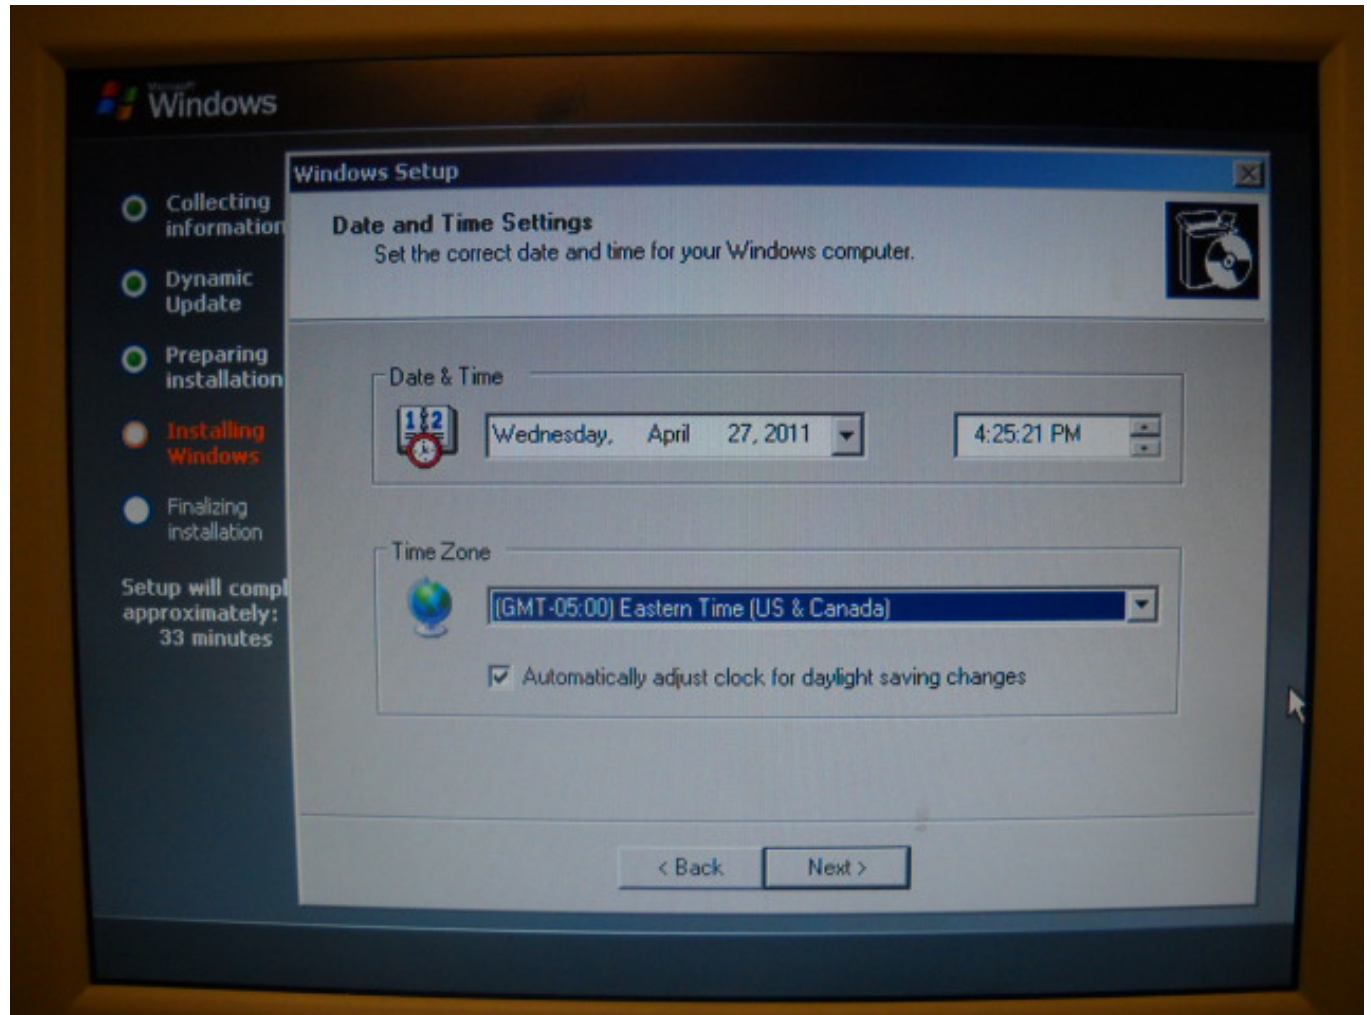 Microsoft
Windows
Collecting
information
Dynamic
Update
Preparing
installation
Installing
Windows
Finalizing
installation
Setup will compl
approximately:
33 minutes
Windows Setup
Date and Time Settings
Set the correct date and time for your Windows computer.
Date & Time
12
Wednesday, April 27, 2011
4:25:21 PM
Time Zone
(GMT-05:00) Eastern Time (US & Canada)
Automatically adjust clock for daylight saving changes
< Back
Next >